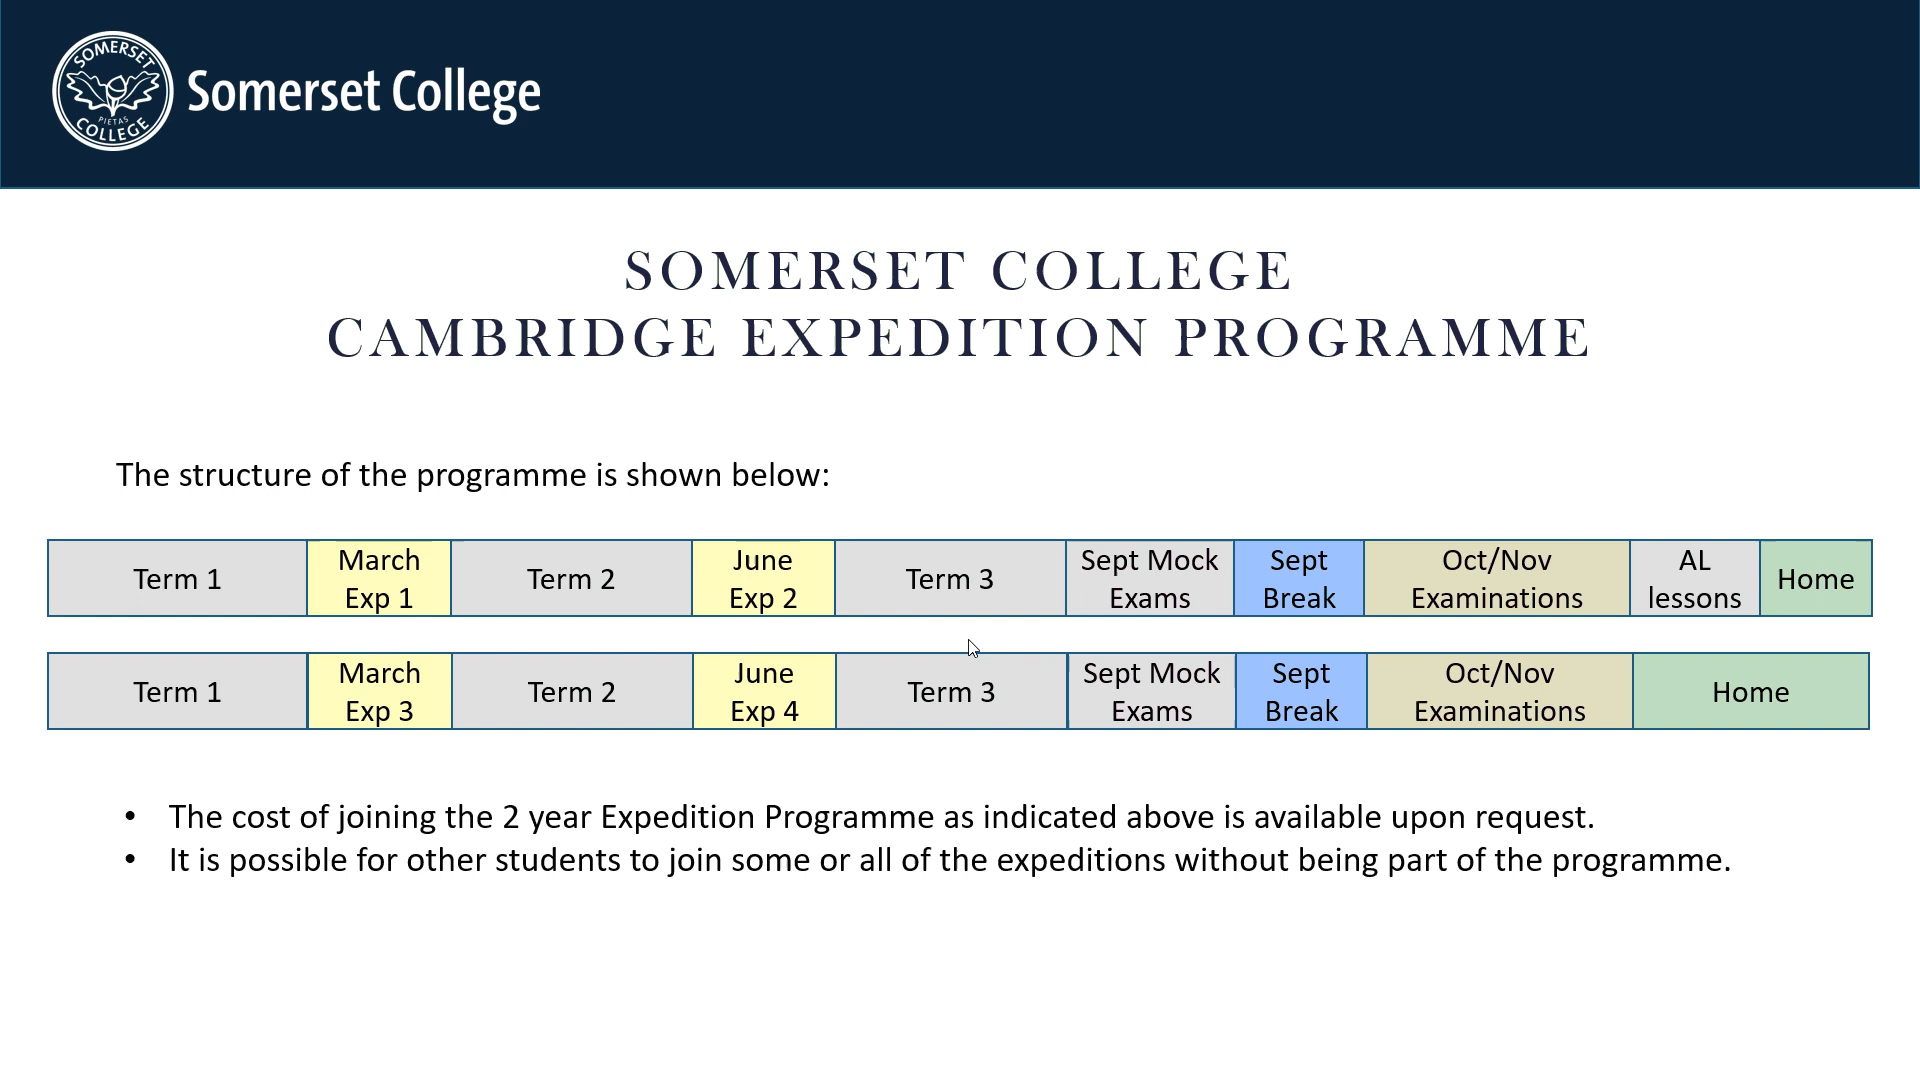 SOMERSET
PIETAS
COLLEGE
Somerset College
SOMERSET COLLEGE
CAMBRIDGE EXPEDITION PROGRAMME
The structure of the programme is shown below:
Term 1
March
Exp 1
Term 2
June
Exp 2
Term 3
Sept Mock
Exams
Sept
Break
Oct/Nov
Examinations
AL
lessons
Home
Term 1
March
Exp 3
Term 2
June
Exp 4
Term 3
Sept Mock
Exams
Sept
Break
Oct/Nov
Examinations
Home
• The cost of joining the 2 year Expedition Programme as indicated above is available upon request.
• It is possible for other students to join some or all of the expeditions without being part of the programme.